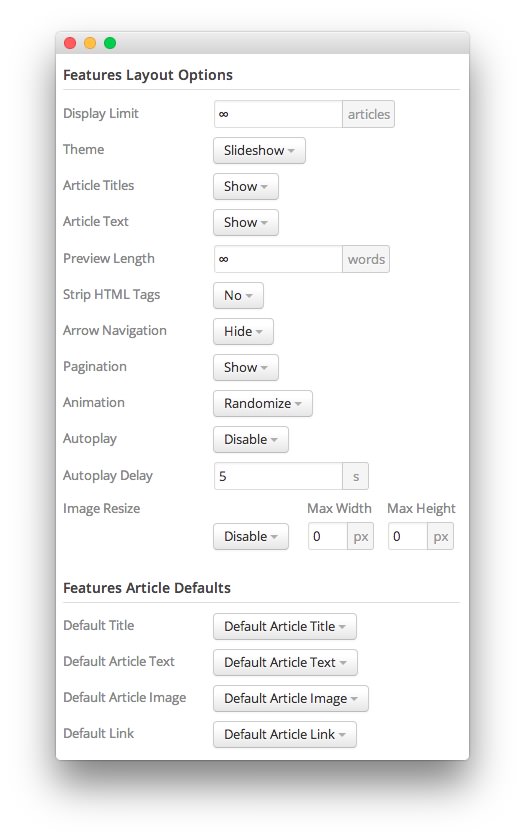 Features Layout Options
Display Limit ∞ articles
Theme Slideshow
Article Titles Show
Article Text Show
Preview Length ∞ words
Strip HTML Tags No
Arrow Navigation Hide
Pagination Show
Animation Randomize
Autoplay Disable
Autoplay Delay 5 s
Image Resize Max Width Max Height
Disable 0 px 0 px
Features Article Defaults
Default Title Default Article Title
Default Article Text Default Article Text
Default Article Image Default Article Image
Default Link Default Article Link